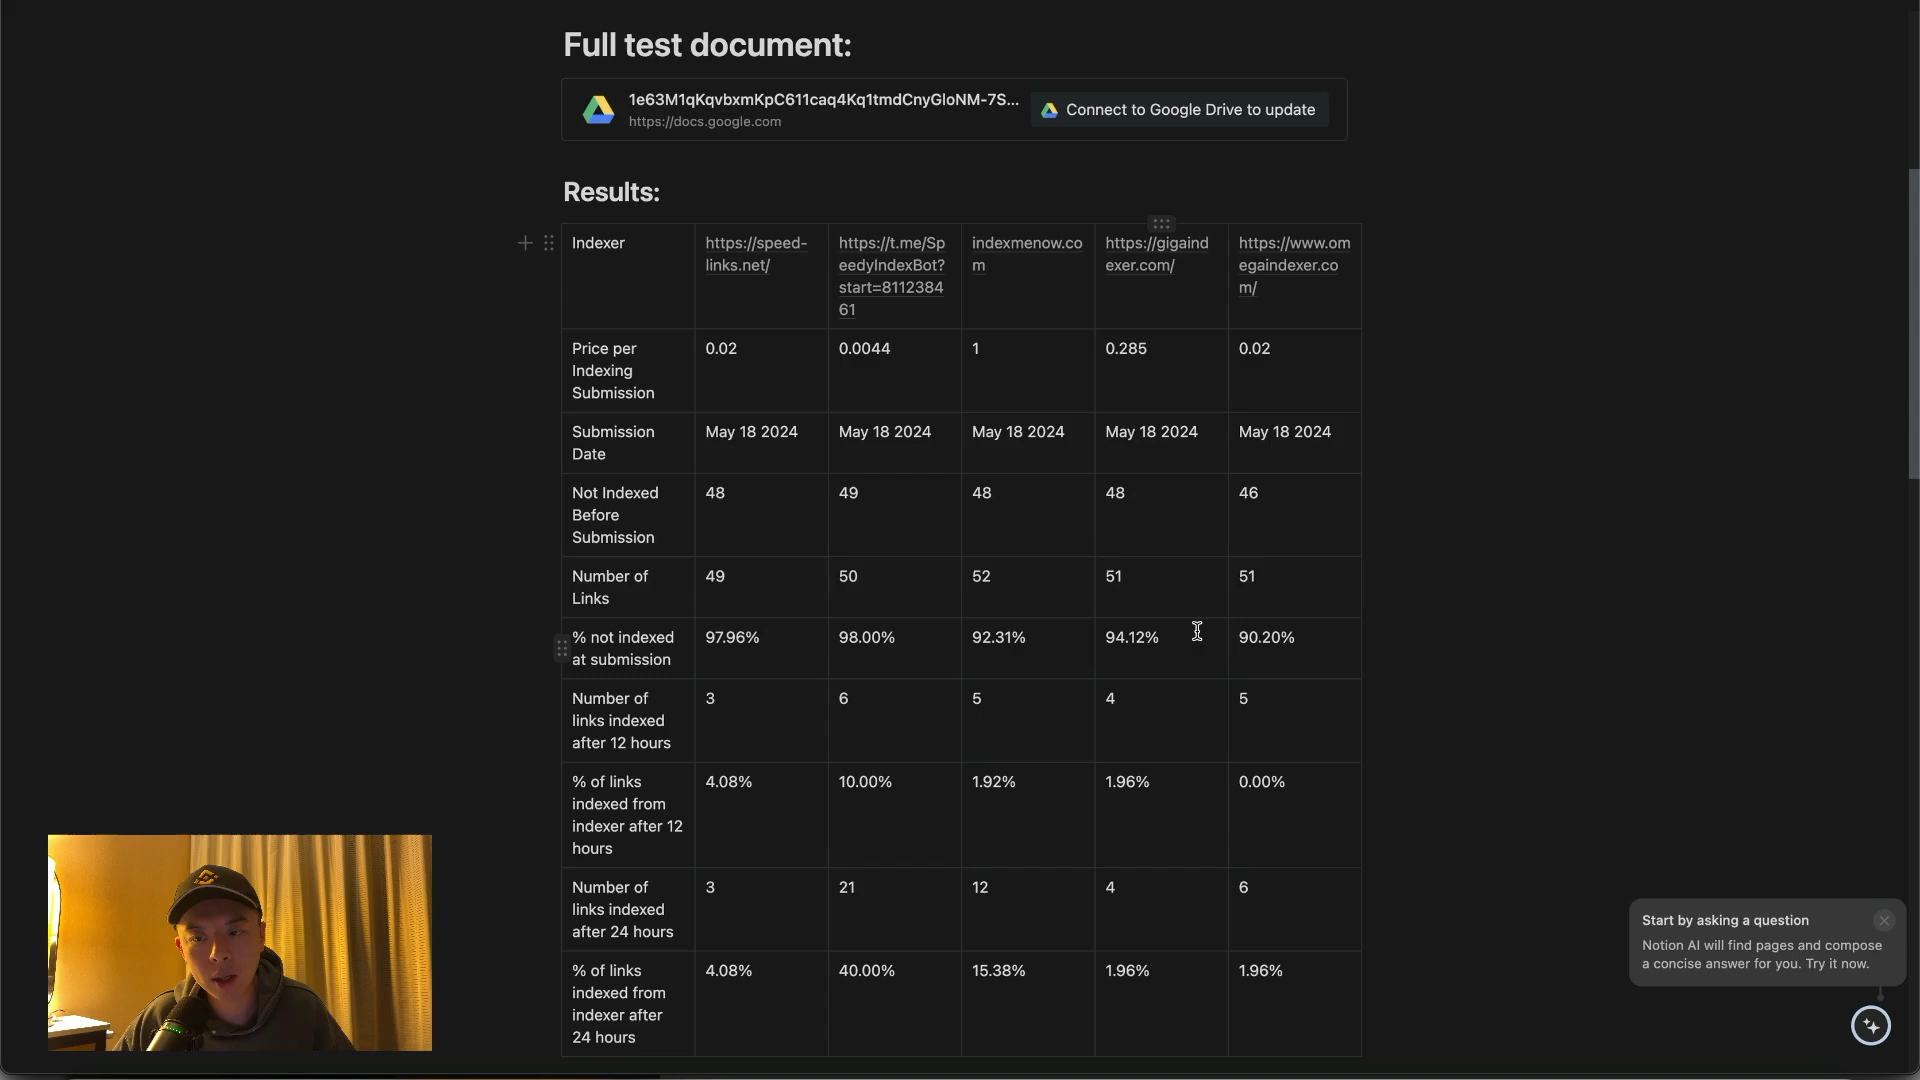 Full test document:
1e63M1qKqvbxmKpC611caq4Kq1tmdCnyGloNM-7S...
https://docs.google.com
Connect to Google Drive to update
Results:
Indexer
https://speed-
links.net/
https://t.me/Sp
eedyIndexBot?
start=8112384
61
indexmenow.co
m
https://gigaind
exer.com/
https://www.om
egaindexer.co
m/
Price per
Indexing
Submission
0.02
0.0044
1
0.285
0.02
Submission
Date
May 18 2024
May 18 2024
May 18 2024
May 18 2024
May 18 2024
Not Indexed
Before
Submission
48
49
48
48
46
Number of
Links
49
50
52
51
51
% not indexed
at submission
97.96%
98.00%
92.31%
94.12%
90.20%
Number of
links indexed
after 12 hours
3
6
5
4
5
% of links
indexed from
indexer after 12
hours
4.08%
10.00%
1.92%
1.96%
0.00%
Number of
links indexed
after 24 hours
3
21
12
4
6
% of links
indexed from
indexer after
24 hours
4.08%
40.00%
15.38%
1.96%
1.96%
Start by asking a question
Notion AI will find pages and compose
a concise answer for you. Try it now.